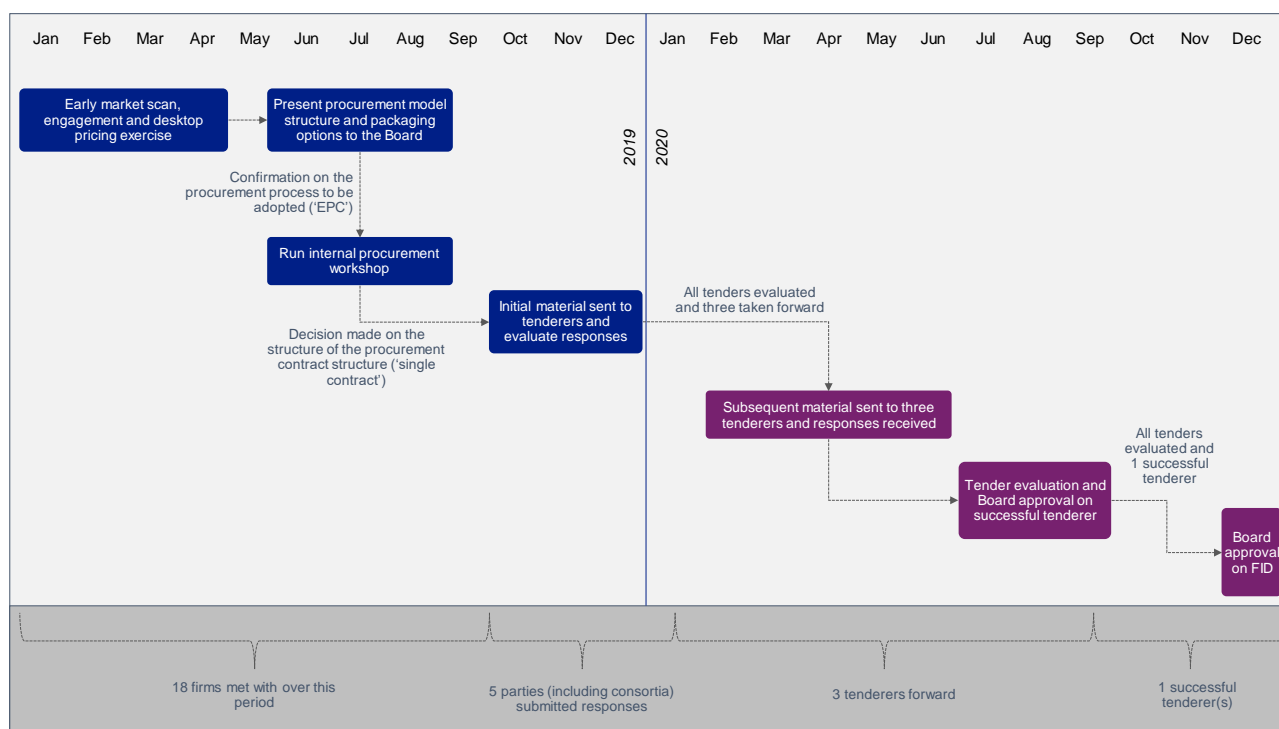 Jan Feb Mar Apr May Jun Jul Aug Sep Oct Nov Dec Jan Feb Mar Apr May Jun Jul Aug Sep Oct Nov Dec
2019
2020
Early market scan,
engagement and desktop
pricing exercise
Present procurement model
structure and packaging
options to the Board
Confirmation on the
procurement process to be
adopted (‘EPC’)
Run internal procurement
workshop
Decision made on the
structure of the procurement
contract structure (‘single
contract’)
Initial material sent to
tenderers and
evaluate responses
All tenders evaluated
and three taken forward
Subsequent material sent to three
tenderers and responses received
Tender evaluation and
Board approval on
successful tenderer
All tenders
evaluated and
1 successful
tenderer
Board
approval
on FID
18 firms met with over this
period
5 parties (including consortia)
submitted responses
3 tenderers forward
1 successful
tenderer(s)